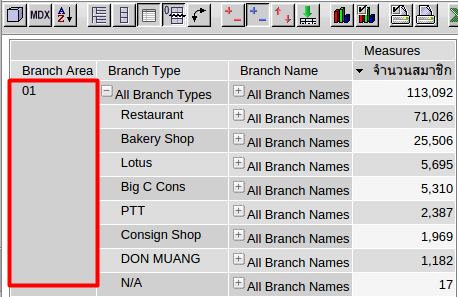 MDX A Z
Measures
Branch Area Branch Type Branch Name จำนวนสมาชิก
01 All Branch Types All Branch Names 113,092
Restaurant All Branch Names 71,026
Bakery Shop All Branch Names 25,506
Lotus All Branch Names 5,695
Big C Cons All Branch Names 5,310
PTT All Branch Names 2,387
Consign Shop All Branch Names 1,969
DON MUANG All Branch Names 1,182
N/A All Branch Names 17